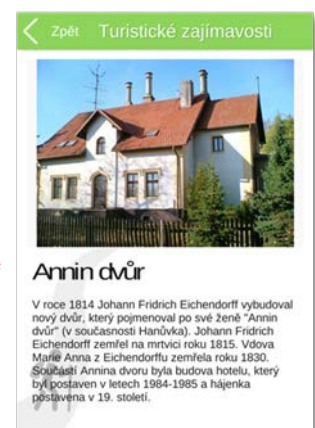 Zpět Turistické zajímavosti
Annin dvůr
V roce 1814 Johann Fridrich Eichendorff vybudoval
nový dvůr, který pojmenoval po své ženě "Annin
dvůr" (v současnosti Hanůvka). Johann Fridrich
Eichendorff zemřel na mrtvici roku 1815. Vdova
Marie Anna z Eichendorffu zemřela roku 1830.
Součástí Annina dvoru byla budova hotelu, který
byl postaven v letech 1984-1985 a hájenka
postavena v 19. století.